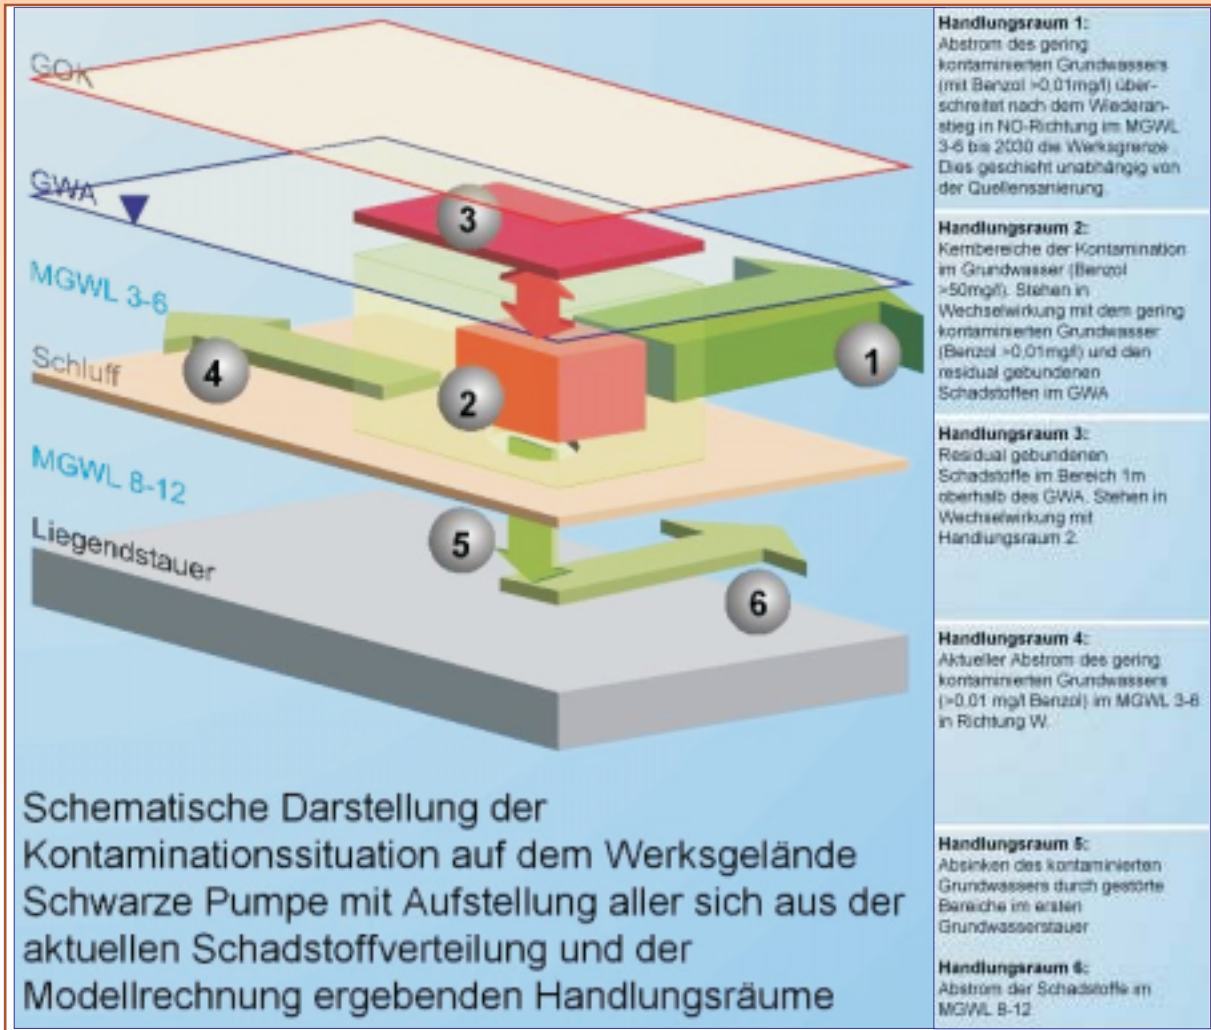 GOK
GWA
MGWL 3-6
Schluff
MGWL 8-12
Liegendstauer
3
1
4
2
5
6
Schematische Darstellung der
Kontaminationssituation auf dem Werksgelände
Schwarze Pumpe mit Aufstellung aller sich aus der
aktuellen Schadstoffverteilung und der
Modellrechnung ergebenden Handlungsräume
Handlungsraum 1:
Abstrom des gering
kontaminierten Grundwassers
(mit Benzol >0,01mg/l) über-
schreitet nach dem Wiederan-
stieg in NO-Richtung im MGWL
3-6 bis 2030 die Werksgrenze.
Dies geschieht unabhängig von
der Quellensanierung.
Handlungsraum 2:
Kernbereiche der Kontamination
im Grundwasser (Benzol
>50mg/l). Stehen in
Wechselwirkung mit dem gering
kontaminierten Grundwasser
(Benzol >0,01mg/l) und den
residual gebundenen
Schadstoffen im GWA
Handlungsraum 3:
Residual gebundenen
Schadstoffe im Bereich 1m
oberhalb des GWA. Stehen in
Wechselwirkung mit
Handlungsraum 2.
Handlungsraum 4:
Aktueller Abstrom des gering
kontaminierten Grundwassers
(>0,01 mg/l Benzol) im MGWL 3-6
in Richtung W.
Handlungsraum 5:
Absinken des kontaminierten
Grundwassers durch gestörte
Bereiche im ersten
Grundwasserstauer
Handlungsraum 6:
Abstrom der Schadstoffe im
MGWL 8-12